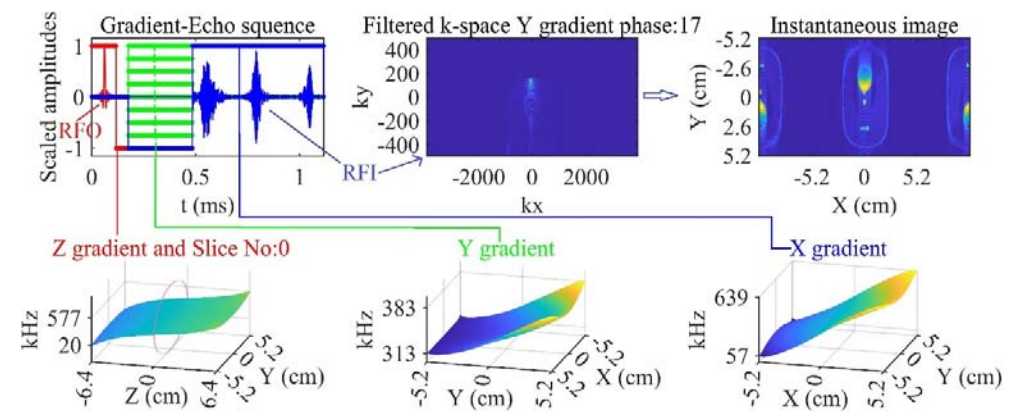 Gradient-Echo squence
Scaled amplitudes
1
0
-1
RFO
RFI
0
0.5
1
t (ms)
Filtered k-space Y gradient phase:17
ky
400
200
0
-200
-400
-2000
0
2000
kx
Instantaneous image
Y (cm)
-5.2
-2.6
0
2.6
5.2
-5.2
0
5.2
X (cm)
Z gradient and Slice No:0
kHz
577
20
-6.4
0
6.4
Z (cm)
-5.2
0
5.2
Y (cm)
Y gradient
kHz
383
313
-5.2
0
5.2
Y (cm)
-5.2
0
5.2
X (cm)
X gradient
kHz
639
57
-5.2
0
5.2
X (cm)
-5.2
0
5.2
Y (cm)